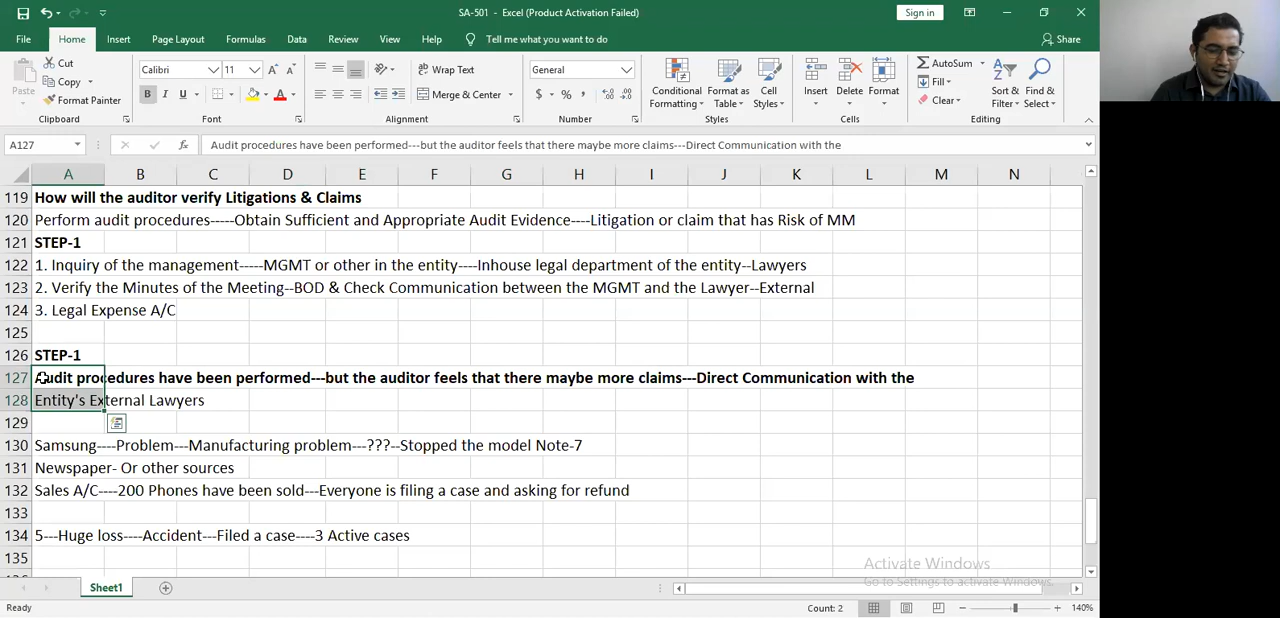 SA-501 - Excel (Product Activation Failed)
Sign in
File Home Insert Page Layout Formulas Data Review View Help Tell me what you want to do Share
Paste Cut Copy Format Painter
Calibri 11 B I U A A A
Wrap Text Merge & Center
General $ % ,
Conditional Formatting Format as Table Cell Styles
Insert Delete Format
AutoSum Fill Clear Sort & Filter Find & Select
Clipboard Font Alignment Number Styles Cells Editing
A127 fx Audit procedures have been performed---but the auditor feels that there maybe more claims---Direct Communication with the
A B C D E F G H I J K L M N
119 How will the auditor verify Litigations & Claims
120 Perform audit procedures-----Obtain Sufficient and Appropriate Audit Evidence----Litigation or claim that has Risk of MM
121 STEP-1
122 1. Inquiry of the management-----MGMT or other in the entity----Inhouse legal department of the entity--Lawyers
123 2. Verify the Minutes of the Meeting--BOD & Check Communication between the MGMT and the Lawyer--External
124 3. Legal Expense A/C
125
126 STEP-1
127 Audit procedures have been performed---but the auditor feels that there maybe more claims---Direct Communication with the
128 Entity's External Lawyers
129
130 Samsung----Problem---Manufacturing problem---???--Stopped the model Note-7
131 Newspaper- Or other sources
132 Sales A/C----200 Phones have been sold---Everyone is filing a case and asking for refund
133
134 5---Huge loss----Accident---Filed a case----3 Active cases
135
Activate Windows
Go to Settings to activate Windows.
Sheet1
Ready Count: 2 140%